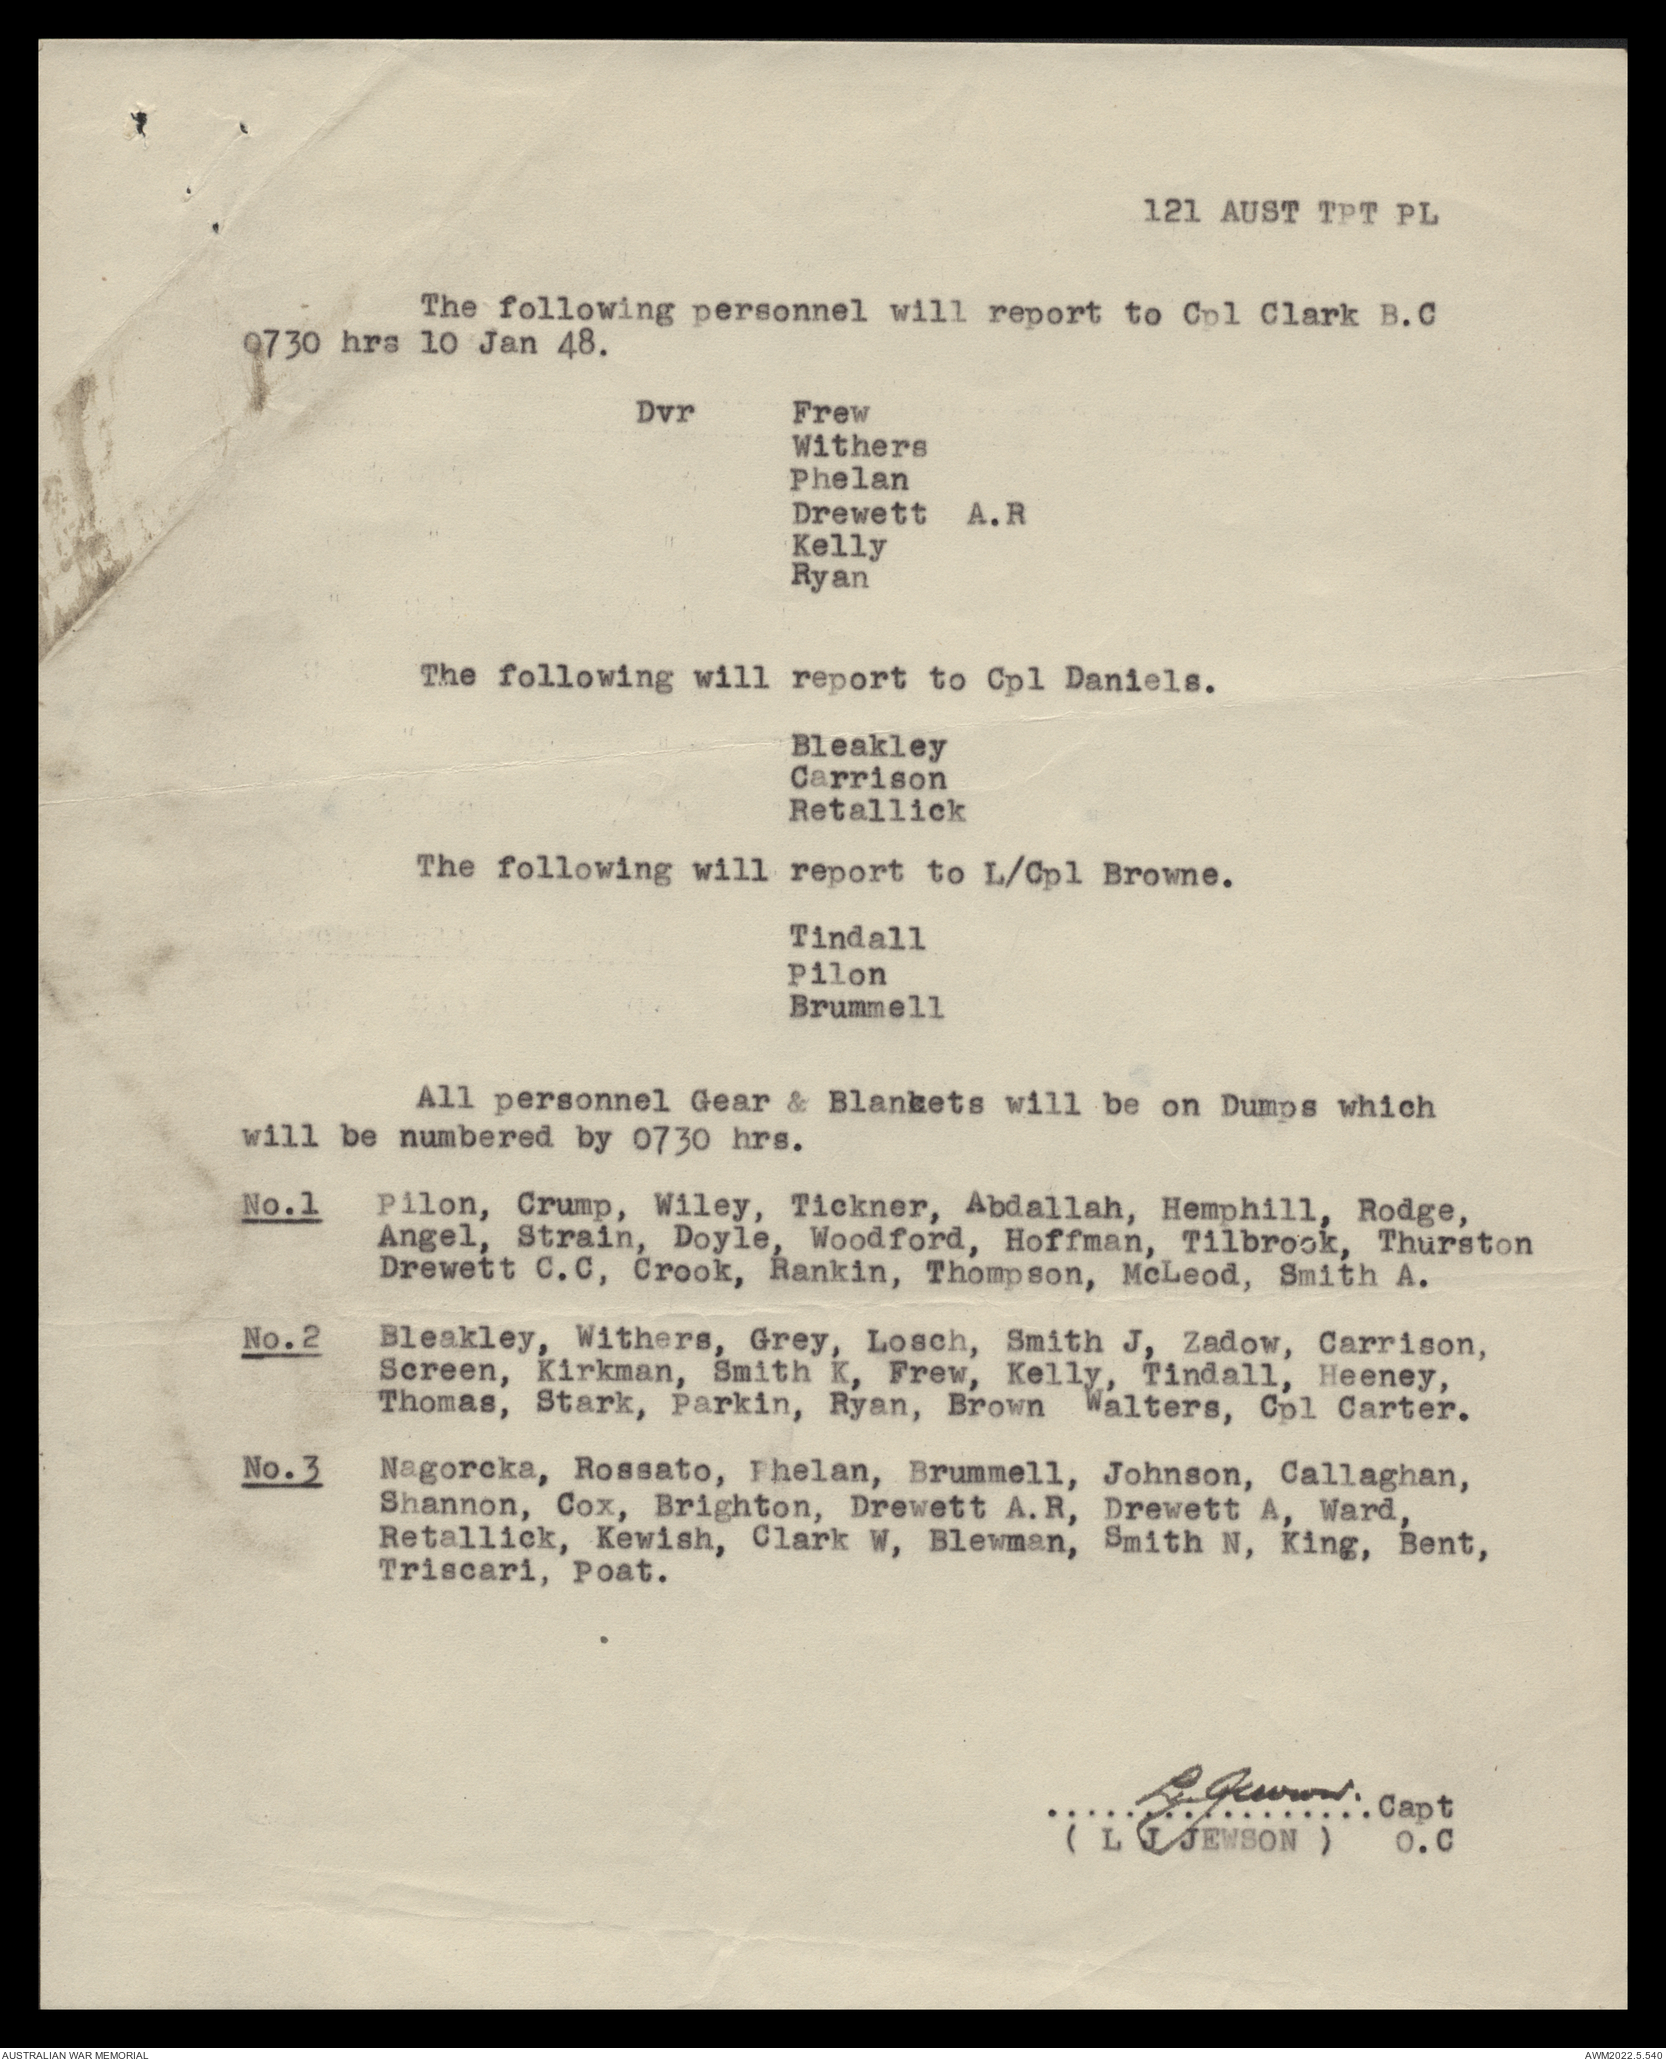 121 AUST TPT PL
The following personnel will report to Cpl Clark B.C
0730 hrs 10 Jan 48.
Dvr Frew
Withers
Phelan
Drewett A.R
Kelly
Ryan
The following will report to Cpl Daniels.
Bleakley
Carrison
Retallick
The following will report to L/Cpl Browne.
Tindall
Pilon
Brummell
All personnel Gear & Blankets will be on Dumps which
will be numbered by 0730 hrs.
No.1 Pilon, Crump, Wiley, Tickner, Abdallah, Hemphill, Rodge,
Angel, Strain, Doyle, Woodford, Hoffman, Tilbrook, Thurston
Drewett C.C, Crook, Rankin, Thompson, McLeod, Smith A.
No.2 Bleakley, Withers, Grey, Losch, Smith J, Zadow, Carrison,
Screen, Kirkman, Smith K, Frew, Kelly, Tindall, Heeney,
Thomas, Stark, Parkin, Ryan, Brown Walters, Cpl Carter.
No.3 Nagorcka, Rossato, Phelan, Brummell, Johnson, Callaghan,
Shannon, Cox, Brighton, Drewett A.R, Drewett A, Ward,
Retallick, Kewish, Clark W, Blewman, Smith N, King, Bent,
Triscari, Poat.
L. Jewson.
.................Capt
( L J JEWSON ) O.C
AUSTRALIAN WAR MEMORIAL
AWM2022.5.540